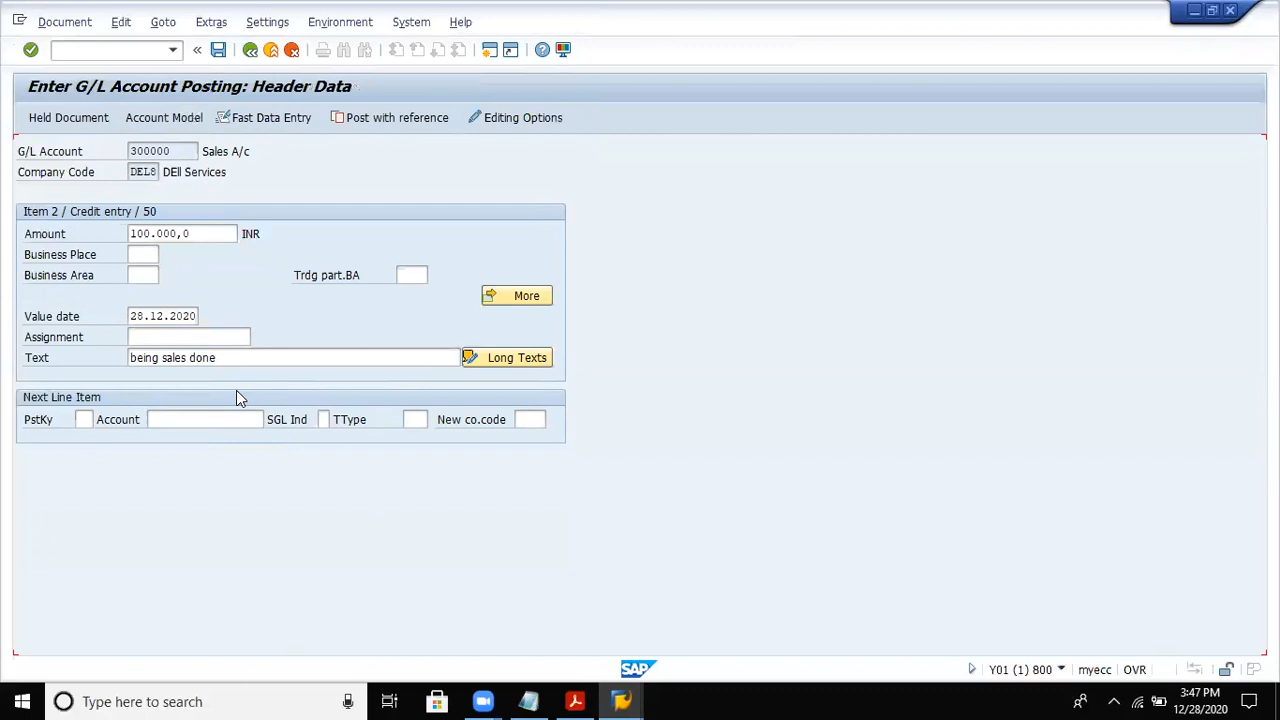 Document Edit Goto Extras Settings Environment System Help
Enter G/L Account Posting: Header Data
Held Document Account Model Fast Data Entry Post with reference Editing Options
G/L Account 300000 Sales A/c
Company Code DEL8 DEll Services
Item 2 / Credit entry / 50
Amount 100.000,0 INR
Business Place
Business Area Trdg part.BA
More
Value date 28.12.2020
Assignment
Text being sales done Long Texts
Next Line Item
PstKy Account SGL Ind TType New co.code
SAP Y01 (1) 800 myecc OVR
Type here to search
3:47 PM
12/28/2020